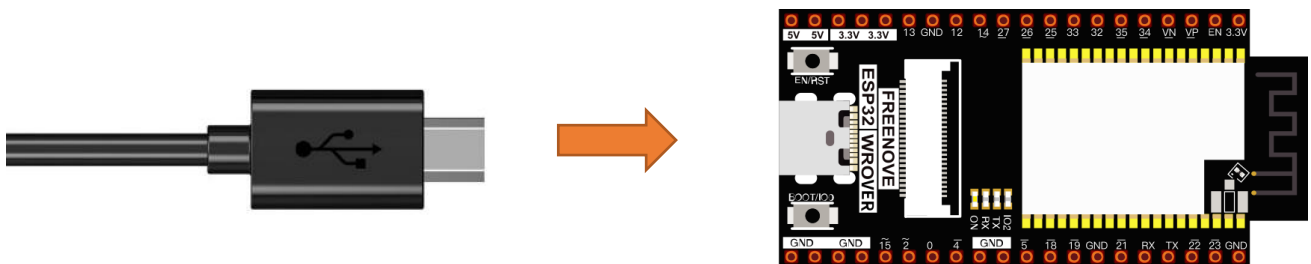 5V 5V 3.3V 3.3V 13 GND 12 14 27 26 25 33 32 35 34 VN VP EN 3.3V
EN/RST
ESP32 WROVER
FREENOVE
BOOT/IO0
ON
RX
TX
IO2
GND GND 15 2 0 4 GND 5 18 19 GND 21 RX TX 22 23 GND